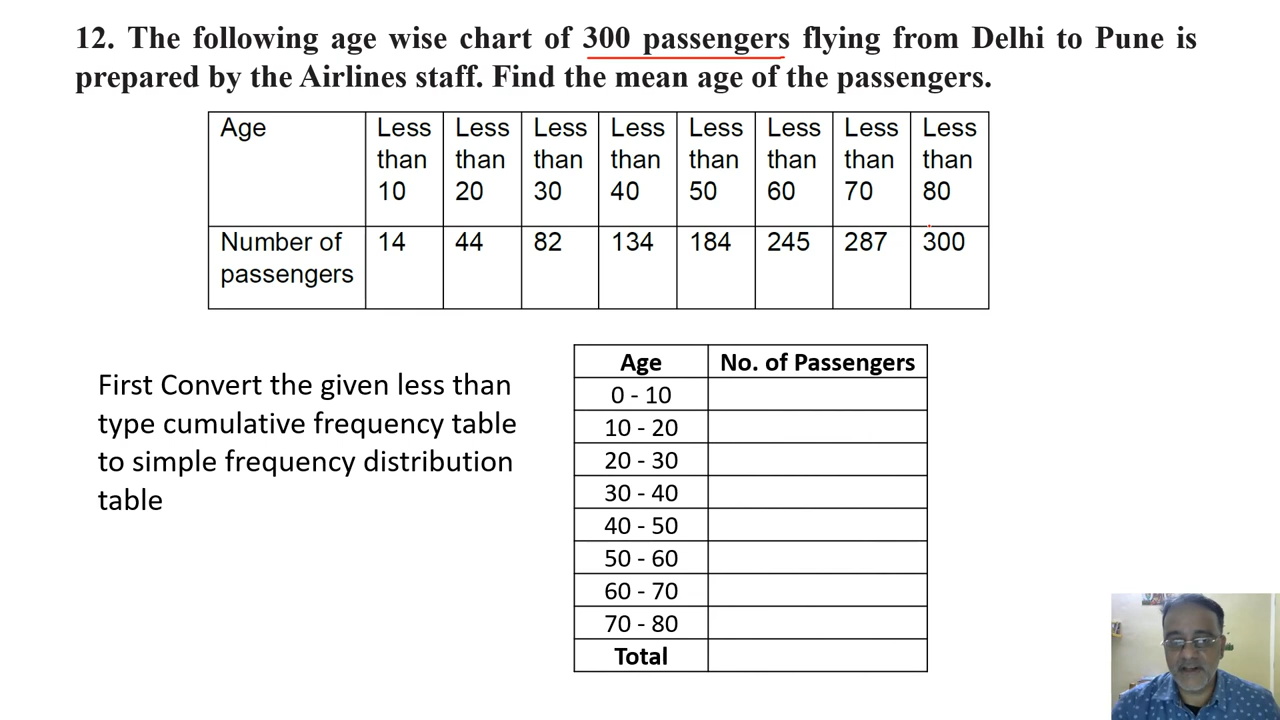 12. The following age wise chart of 300 passengers flying from Delhi to Pune is
prepared by the Airlines staff. Find the mean age of the passengers.
Age Less than 10 Less than 20 Less than 30 Less than 40 Less than 50 Less than 60 Less than 70 Less than 80
Number of passengers 14 44 82 134 184 245 287 300
First Convert the given less than
type cumulative frequency table
to simple frequency distribution
table
Age No. of Passengers
0 - 10
10 - 20
20 - 30
30 - 40
40 - 50
50 - 60
60 - 70
70 - 80
Total